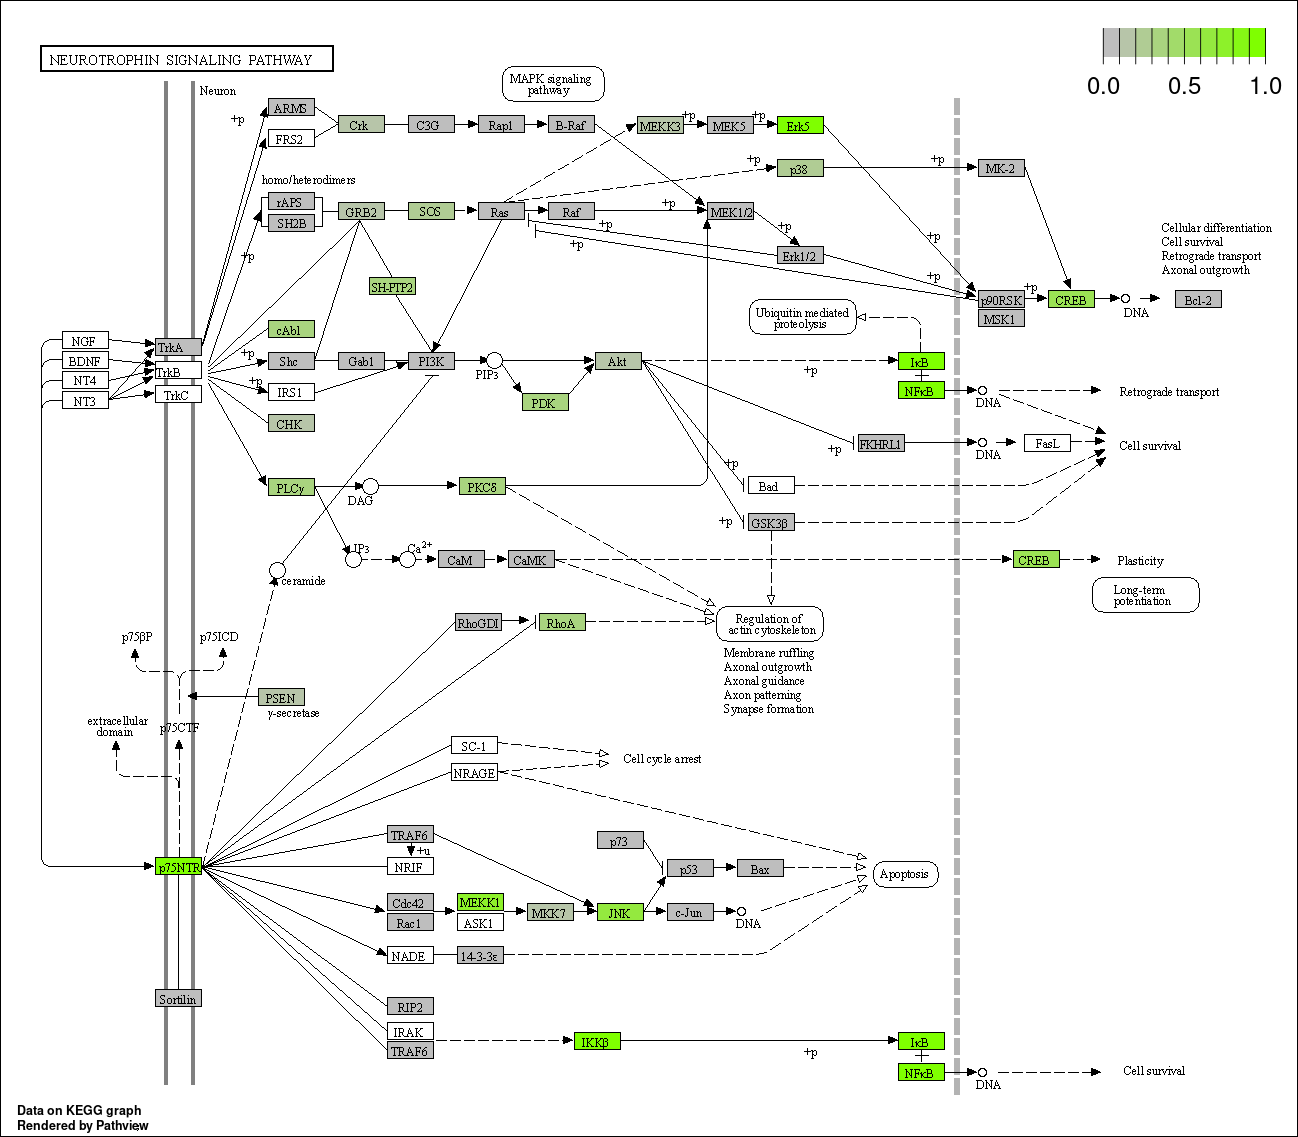 NEUROTROPHIN SIGNALING PATHWAY
0.0 0.5 1.0
Neuron
MAPK signaling
pathway
+p
ARMS
FRS2
Crk
C3G
Rap1
B-Raf
MEKK3
+p
MEK5
+p
Erk5
+p
p38
+p
MK-2
homo/heterodimers
rAPS
SH2B
GRB2
SOS
Ras
Raf
+p
MEK1/2
+p
+p
+p
Erk1/2
+p
+p
+p
p90RSK
MSK1
+p
CREB
DNA
Bcl-2
Cellular differentiation
Cell survival
Retrograde transport
Axonal outgrowth
SH-PTP2
Ubiquitin mediated
proteolysis
NGF
BDNF
NT4
NT3
TrkA
TrkB
TrkC
cAbl
+p
Shc
Gab1
PI3K
PIP3
Akt
+p
IκB
+p
IRS1
PDK
NFκB
DNA
Retrograde transport
CHK
+p
FKHRL1
DNA
FasL
Cell survival
PLCγ
DAG
PKCδ
+p
Bad
+p
GSK3β
IP3
Ca2+
CaM
CaMK
CREB
Plasticity
Long-term
potentiation
ceramide
RhoGDI
RhoA
Regulation of
actin cytoskeleton
Membrane ruffling
Axonal outgrowth
Axonal guidance
Axon patterning
Synapse formation
p75βP
p75ICD
PSEN
γ-secretase
extracellular
domain
p75CTF
SC-1
NRAGE
Cell cycle arrest
p75NTR
TRAF6
+u
NRIF
p73
p53
Bax
Apoptosis
Cdc42
Rac1
MEKK1
ASK1
MKK7
JNK
c-Jun
DNA
NADE
14-3-3ε
Sortilin
RIP2
IRAK
TRAF6
IKKβ
+p
IκB
NFκB
DNA
Cell survival
Data on KEGG graph
Rendered by Pathview